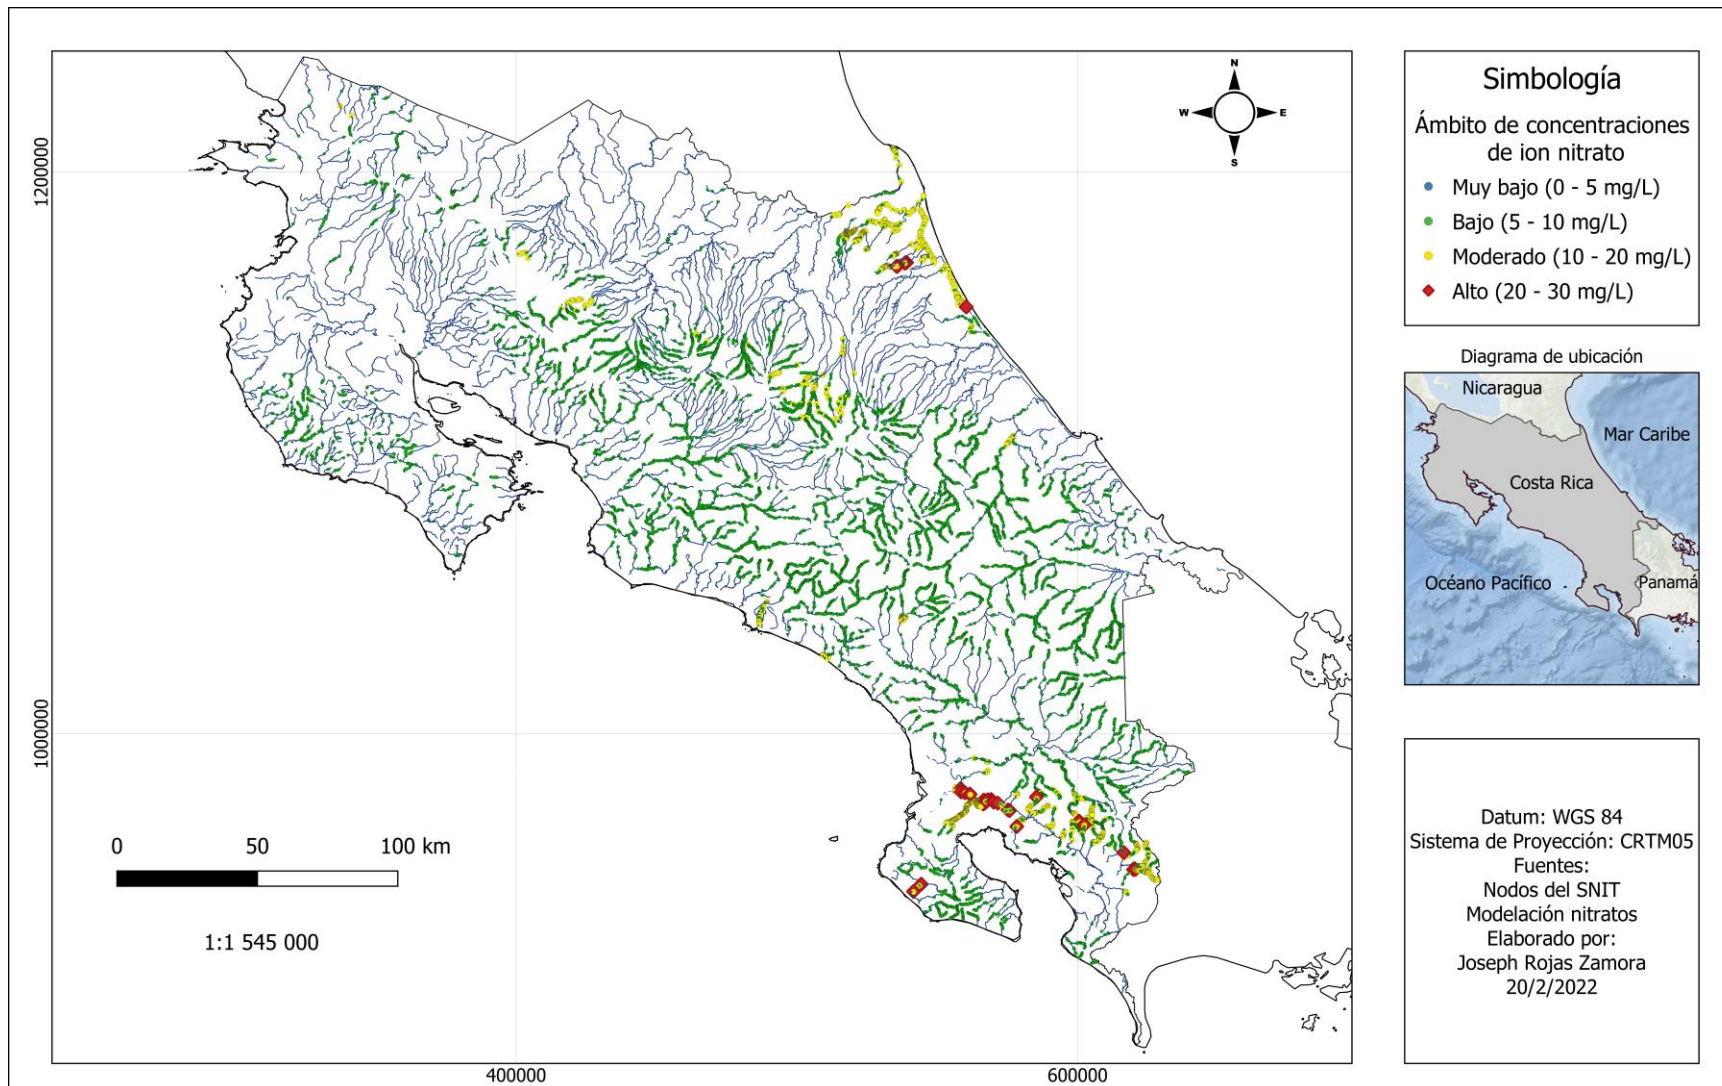 N
W
E
S
1200000
1000000
400000
600000
0
50
100 km
1:1 545 000
Simbología
Ámbito de concentraciones
de ion nitrato
Muy bajo (0 - 5 mg/L)
Bajo (5 - 10 mg/L)
Moderado (10 - 20 mg/L)
Alto (20 - 30 mg/L)
Diagrama de ubicación
Nicaragua
Mar Caribe
Costa Rica
Océano Pacífico
Panamá
Datum: WGS 84
Sistema de Proyección: CRTM05
Fuentes:
Nodos del SNIT
Modelación nitratos
Elaborado por:
Joseph Rojas Zamora
20/2/2022